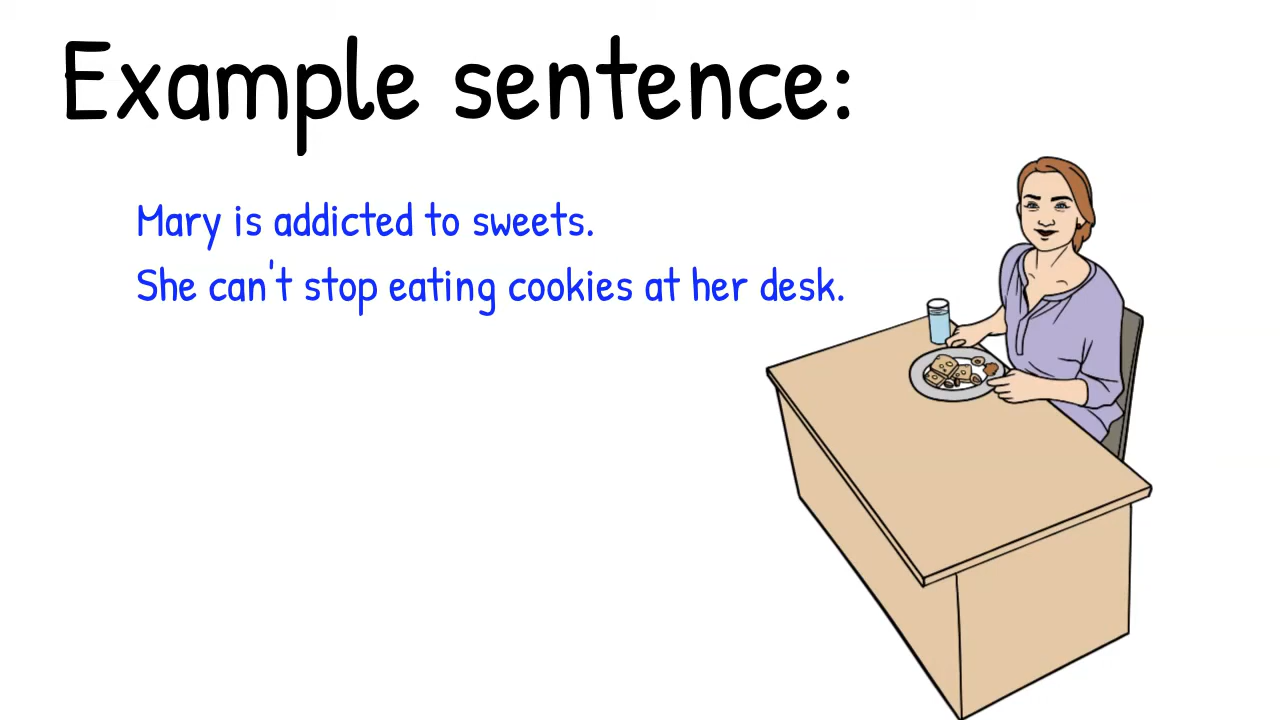 Example sentence:
Mary is addicted to sweets.
She can't stop eating cookies at her desk.